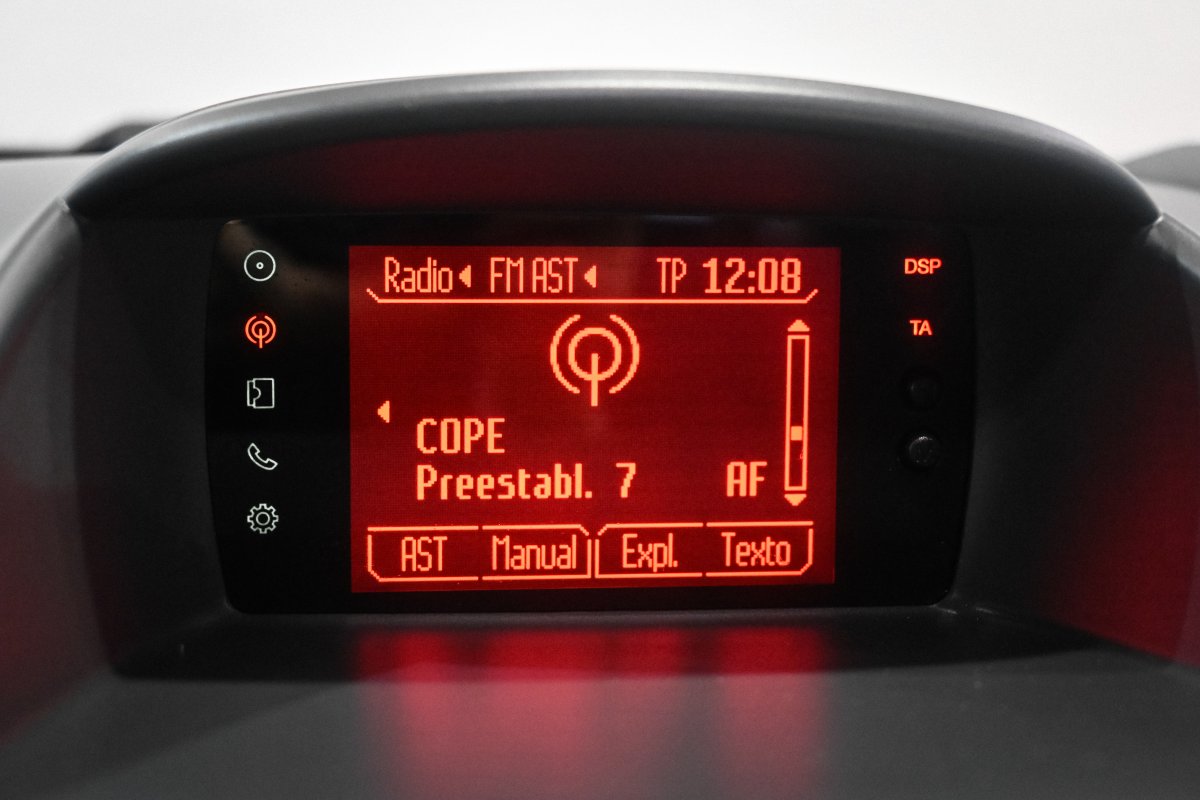 Radio FM AST TP 12:08
DSP
TA
COPE
Preestabl. 7 AF
AST Manual Expl. Texto